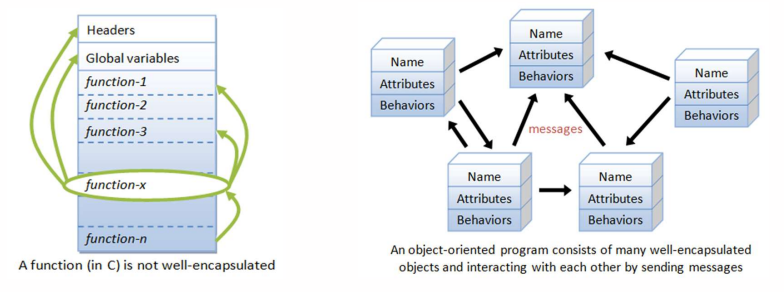 Headers
Global variables
function-1
function-2
function-3
function-x
function-n
A function (in C) is not well-encapsulated
Name
Attributes
Behaviors
Name
Attributes
Behaviors
Name
Attributes
Behaviors
messages
Name
Attributes
Behaviors
Name
Attributes
Behaviors
An object-oriented program consists of many well-encapsulated
objects and interacting with each other by sending messages